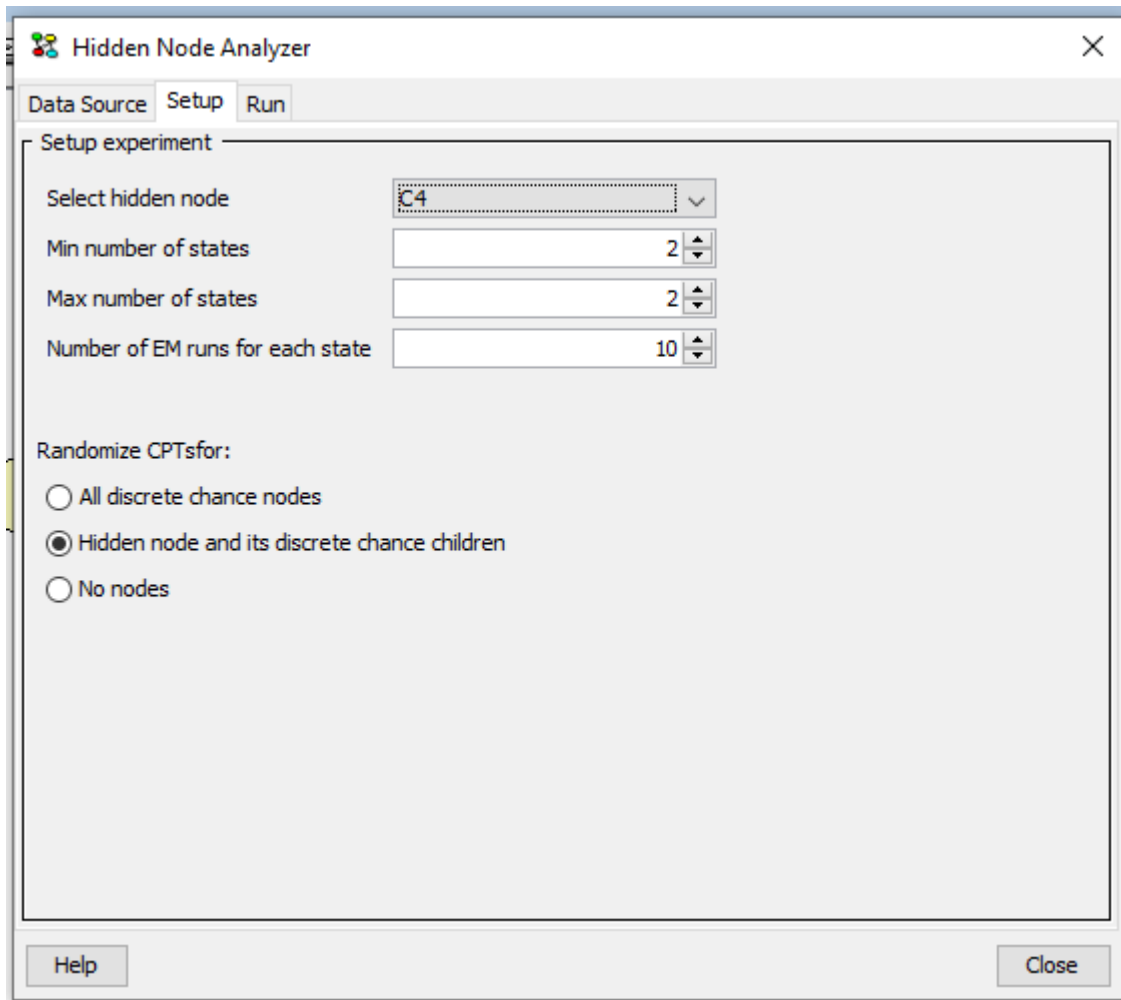 Hidden Node Analyzer
Data Source Setup Run
Setup experiment
Select hidden node C4
Min number of states 2
Max number of states 2
Number of EM runs for each state 10
Randomize CPTsfor:
All discrete chance nodes
Hidden node and its discrete chance children
No nodes
Help Close